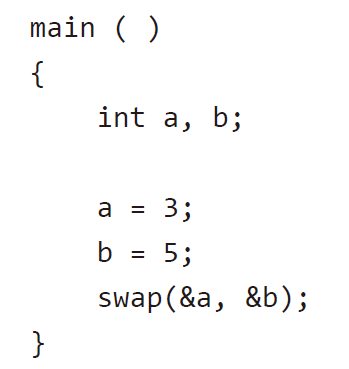 main ( )
{
    int a, b;

    a = 3;
    b = 5;
    swap(&a, &b);
}